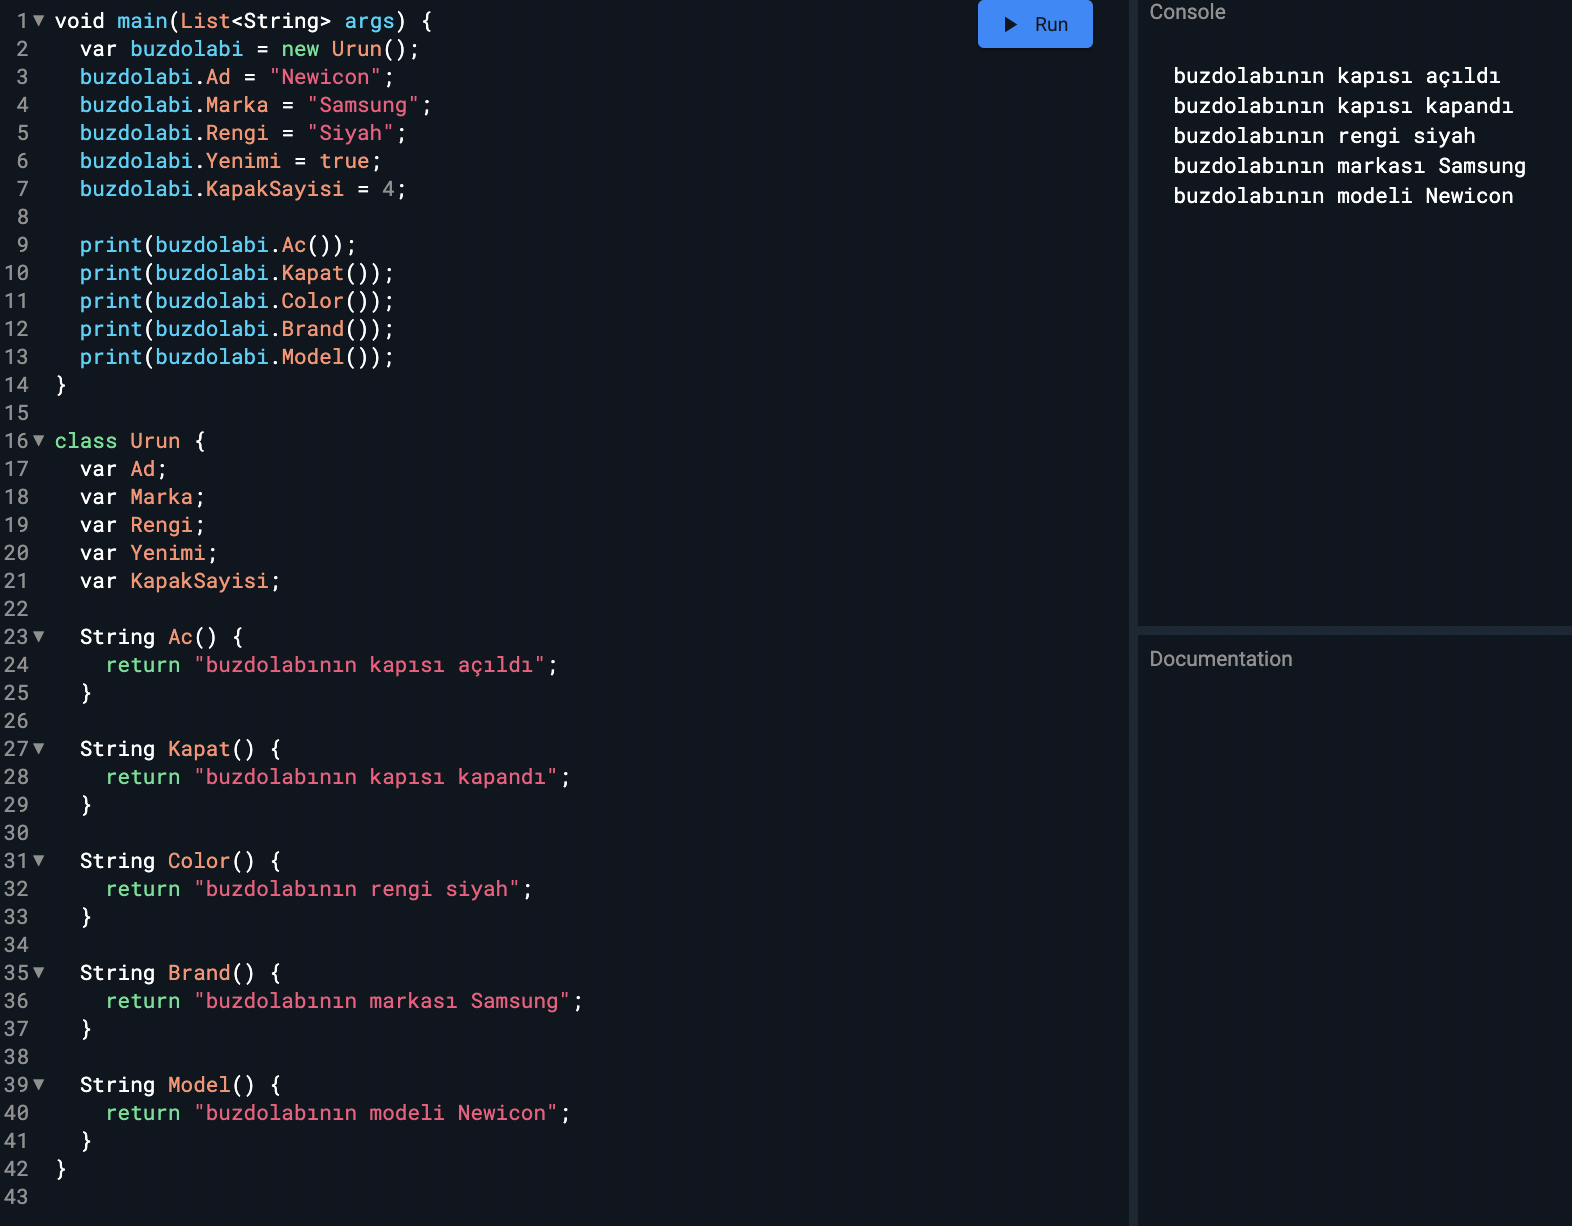 1 void main(List<String> args) {
2 var buzdolabi = new Urun();
3 buzdolabi.Ad = "Newicon";
4 buzdolabi.Marka = "Samsung";
5 buzdolabi.Rengi = "Siyah";
6 buzdolabi.Yenimi = true;
7 buzdolabi.KapakSayisi = 4;
8
9 print(buzdolabi.Ac());
10 print(buzdolabi.Kapat());
11 print(buzdolabi.Color());
12 print(buzdolabi.Brand());
13 print(buzdolabi.Model());
14 }
15
16 class Urun {
17 var Ad;
18 var Marka;
19 var Rengi;
20 var Yenimi;
21 var KapakSayisi;
22
23 String Ac() {
24 return "buzdolabının kapısı açıldı";
25 }
26
27 String Kapat() {
28 return "buzdolabının kapısı kapandı";
29 }
30
31 String Color() {
32 return "buzdolabının rengi siyah";
33 }
34
35 String Brand() {
36 return "buzdolabının markası Samsung";
37 }
38
39 String Model() {
40 return "buzdolabının modeli Newicon";
41 }
42 }
43
Run
Console
buzdolabının kapısı açıldı
buzdolabının kapısı kapandı
buzdolabının rengi siyah
buzdolabının markası Samsung
buzdolabının modeli Newicon
Documentation